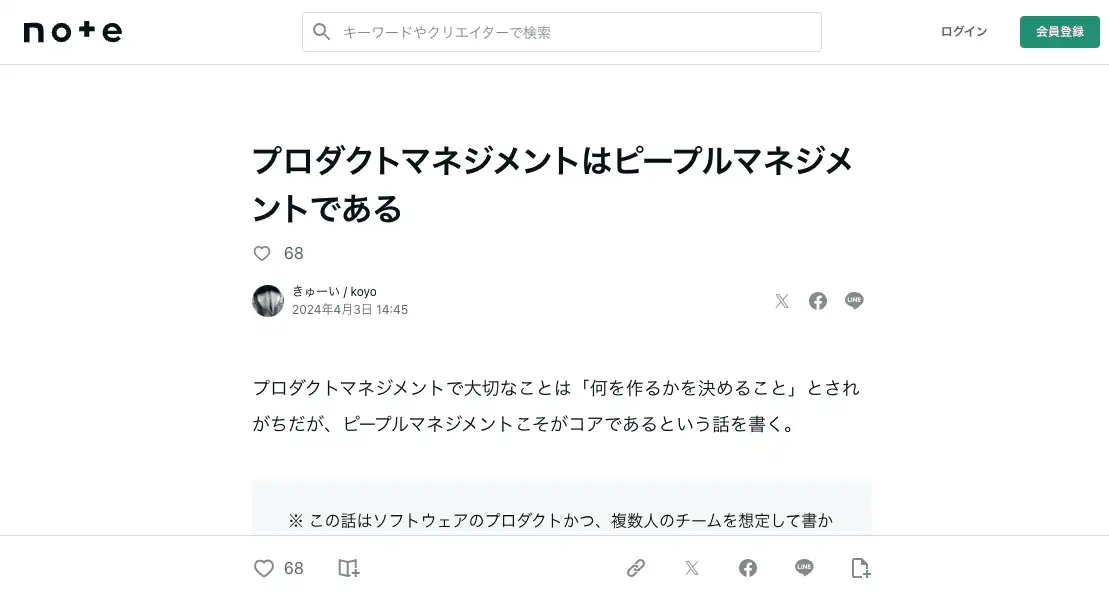 note
キーワードやクリエイターで検索
ログイン
会員登録
プロダクトマネジメントはピープルマネジメ
ントである
68
きゅーい / koyo
2024年4月3日 14:45
LINE
プロダクトマネジメントで大切なことは「何を作るかを決めること」とされ
がちだが、ピープルマネジメントこそがコアであるという話を書く。
※ この話はソフトウェアのプロダクトかつ、複数人のチームを想定して書か
68
LINE